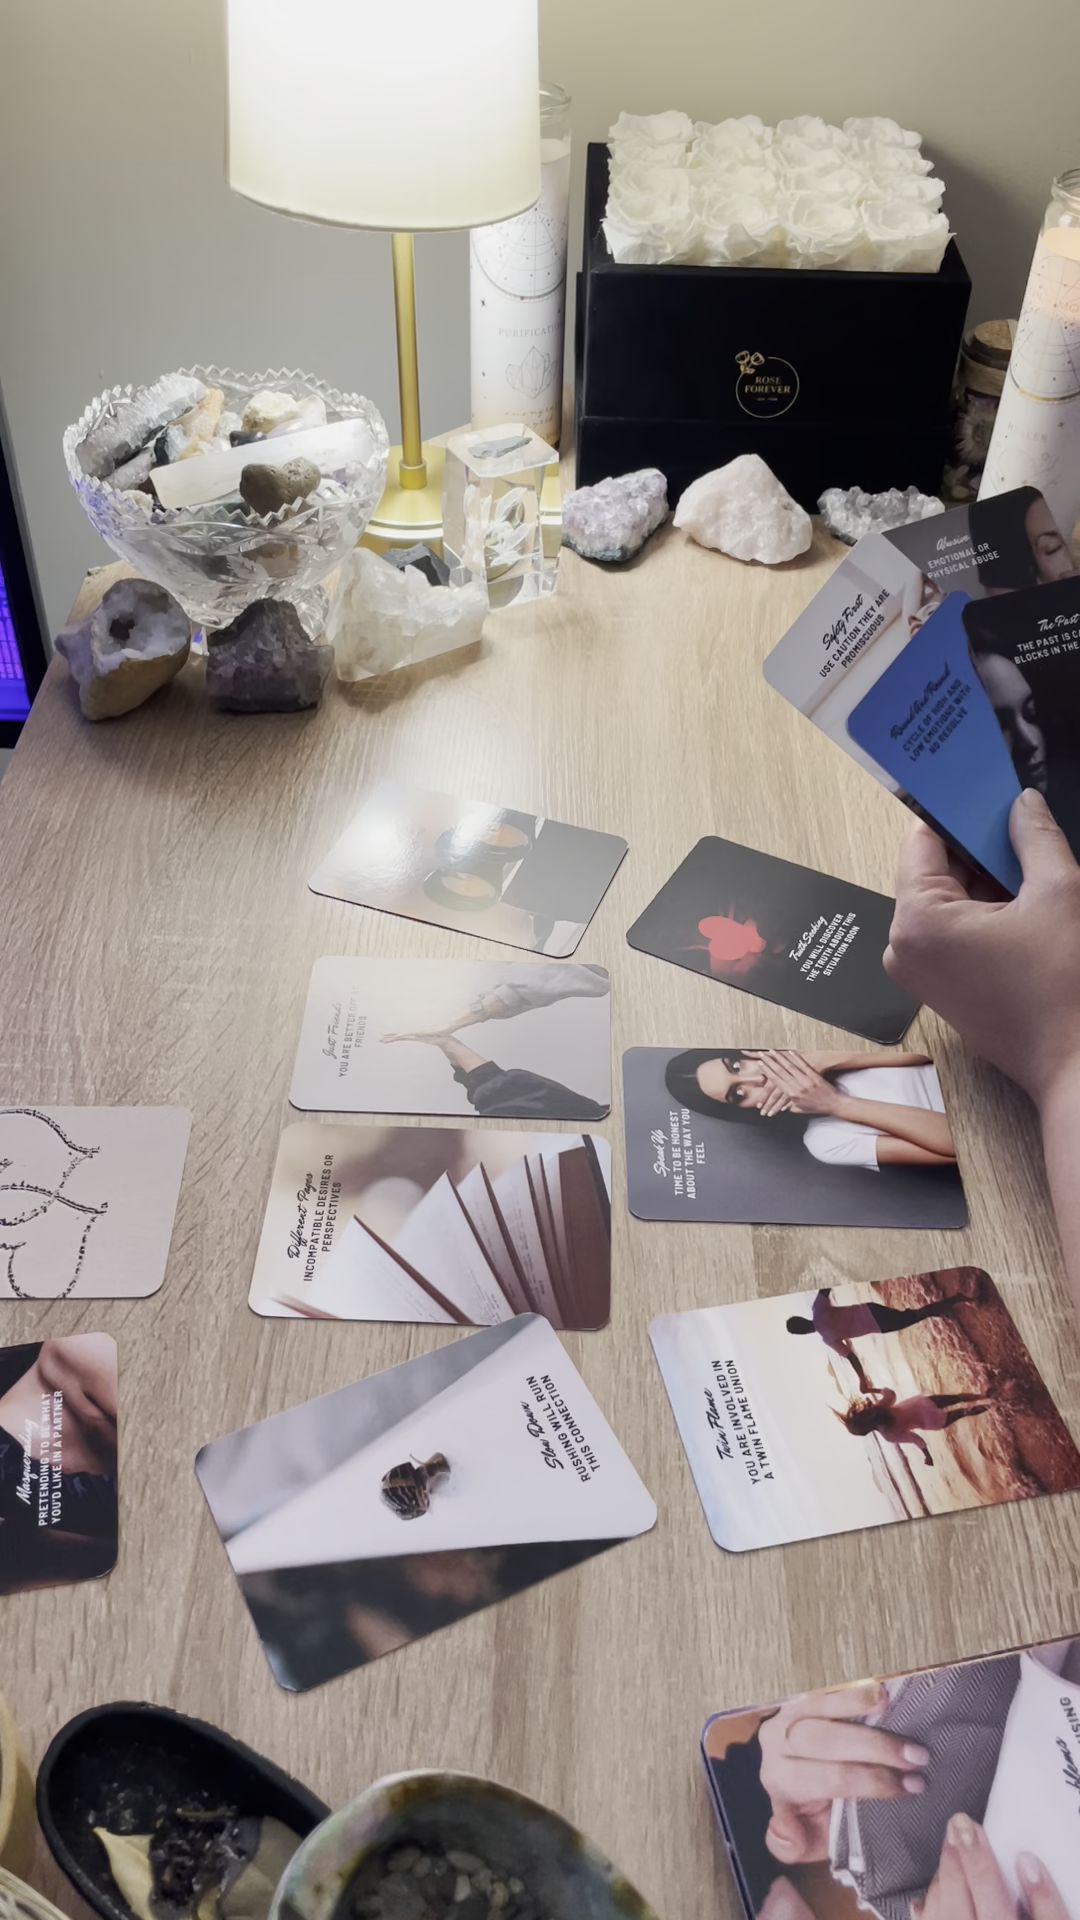 PURIFICATION
ROSE
FOREVER
Abusive
EMOTIONAL OR
PHYSICAL ABUSE
Safety First
USE CAUTION THEY ARE
PROMISCUOUS
Round And Round
CYCLE OF HIGH AND
LOW EMOTIONS WITH
NO RESOLVE
The Past
THE PAST IS
BLOCKS IN THE
Truth Seeking
YOU WILL DISCOVER
THE TRUTH ABOUT THIS
SITUATION SOON
Just Friends
YOU ARE BETTER OFF AS
FRIENDS
Speak Up
TIME TO BE HONEST
ABOUT THE WAY YOU
FEEL
Different Pages
INCOMPATIBLE DESIRES OR
PERSPECTIVES
Masquerading
PRETENDING TO BE WHAT
YOU'D LIKE IN A PARTNER
Slow Down
RUSHING WILL RUIN
THIS CONNECTION
Twin Flame
YOU ARE INVOLVED IN
A TWIN FLAME UNION
blems
USING